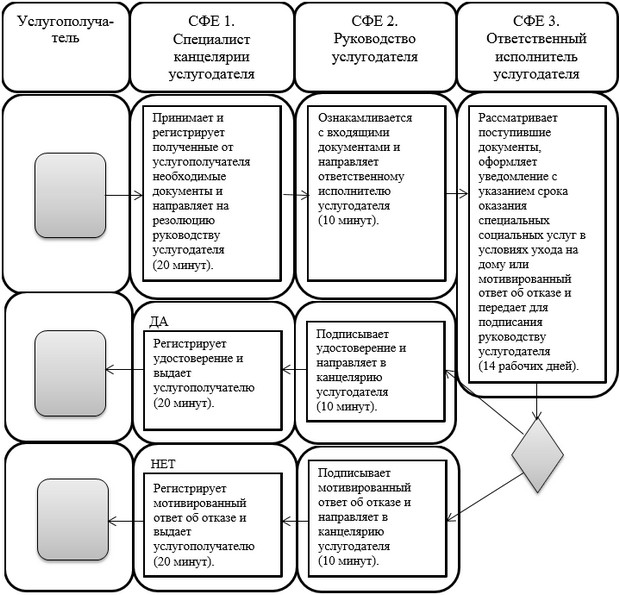 Услугополуча-
тель
СФЕ 1.
Специалист
канцелярии
услугодателя
СФЕ 2.
Руководство
услугодателя
СФЕ 3.
Ответственный
исполнитель
услугодателя
Принимает и
регистрирует
полученные от
услугополучателя
необходимые
документы и
направляет на
резолюцию
руководству
услугодателя
(20 минут).
Ознакамливается
с входящими
документами и
направляет
ответственному
исполнителю
услугодателя
(10 минут).
Рассматривает
поступившие
документы,
оформляет
уведомление с
указанием срока
оказания
специальных
социальных услуг в
условиях ухода на
дому или
мотивированный
ответ об отказе и
передает для
подписания
руководству
услугодателя
(14 рабочих дней).
ДА
Регистрирует
удостоверение и
выдает
услугополучателю
(20 минут).
Подписывает
удостоверение и
направляет в
канцелярию
услугодателя
(10 минут).
НЕТ
Регистрирует
мотивированный
ответ об отказе и
выдает
услугополучателю
(20 минут).
Подписывает
мотивированный
ответ об отказе и
направляет в
канцелярию
услугодателя
(10 минут).